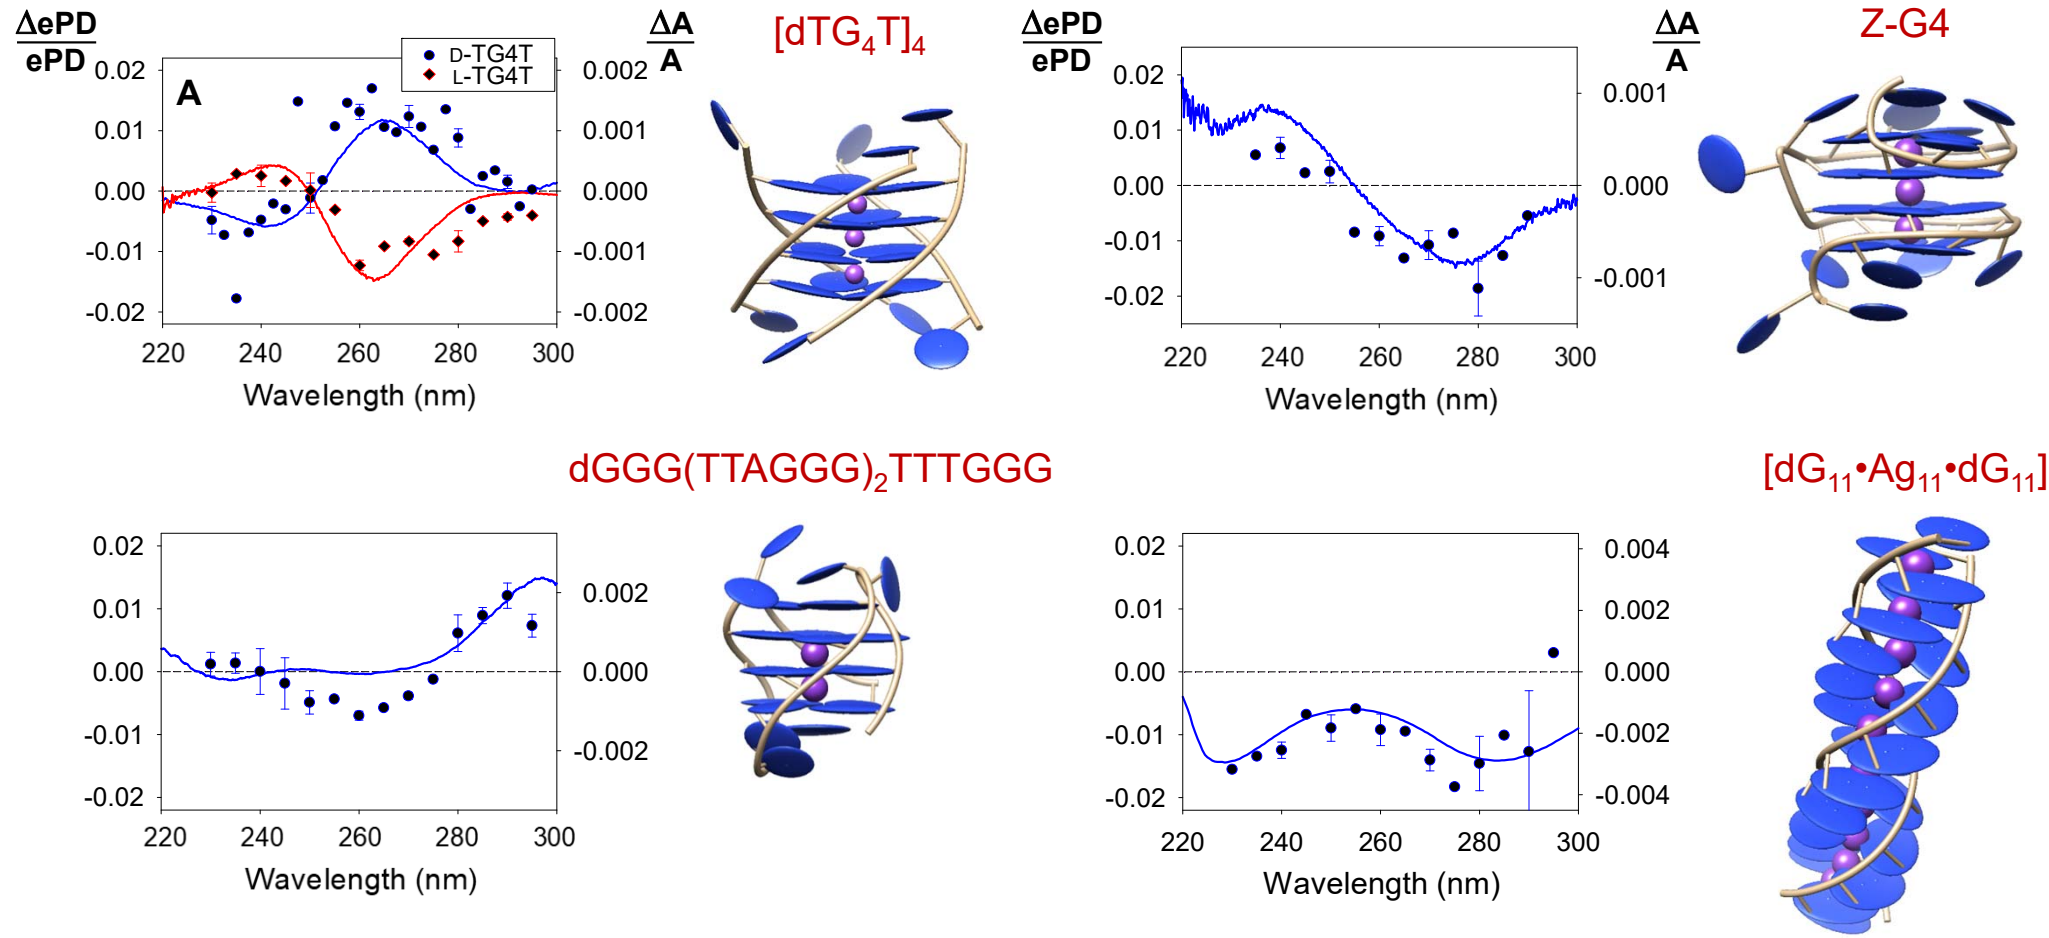 ΔePD
ePD
0.02
0.01
0.00
-0.01
-0.02
A
D-TG4T
L-TG4T
ΔA
A
0.002
0.001
0.000
-0.001
-0.002
220 240 260 280 300
Wavelength (nm)
[dTG₄T]₄
ΔePD
ePD
0.02
0.01
0.00
-0.01
-0.02
ΔA
A
0.001
0.000
-0.001
220 240 260 280 300
Wavelength (nm)
Z-G4
dGGG(TTAGGG)₂TTTGGG
0.02
0.01
0.00
-0.01
-0.02
0.002
0.000
-0.002
220 240 260 280 300
Wavelength (nm)
[dG₁₁•Ag₁₁•dG₁₁]
0.02
0.01
0.00
-0.01
-0.02
0.004
0.002
0.000
-0.002
-0.004
220 240 260 280 300
Wavelength (nm)